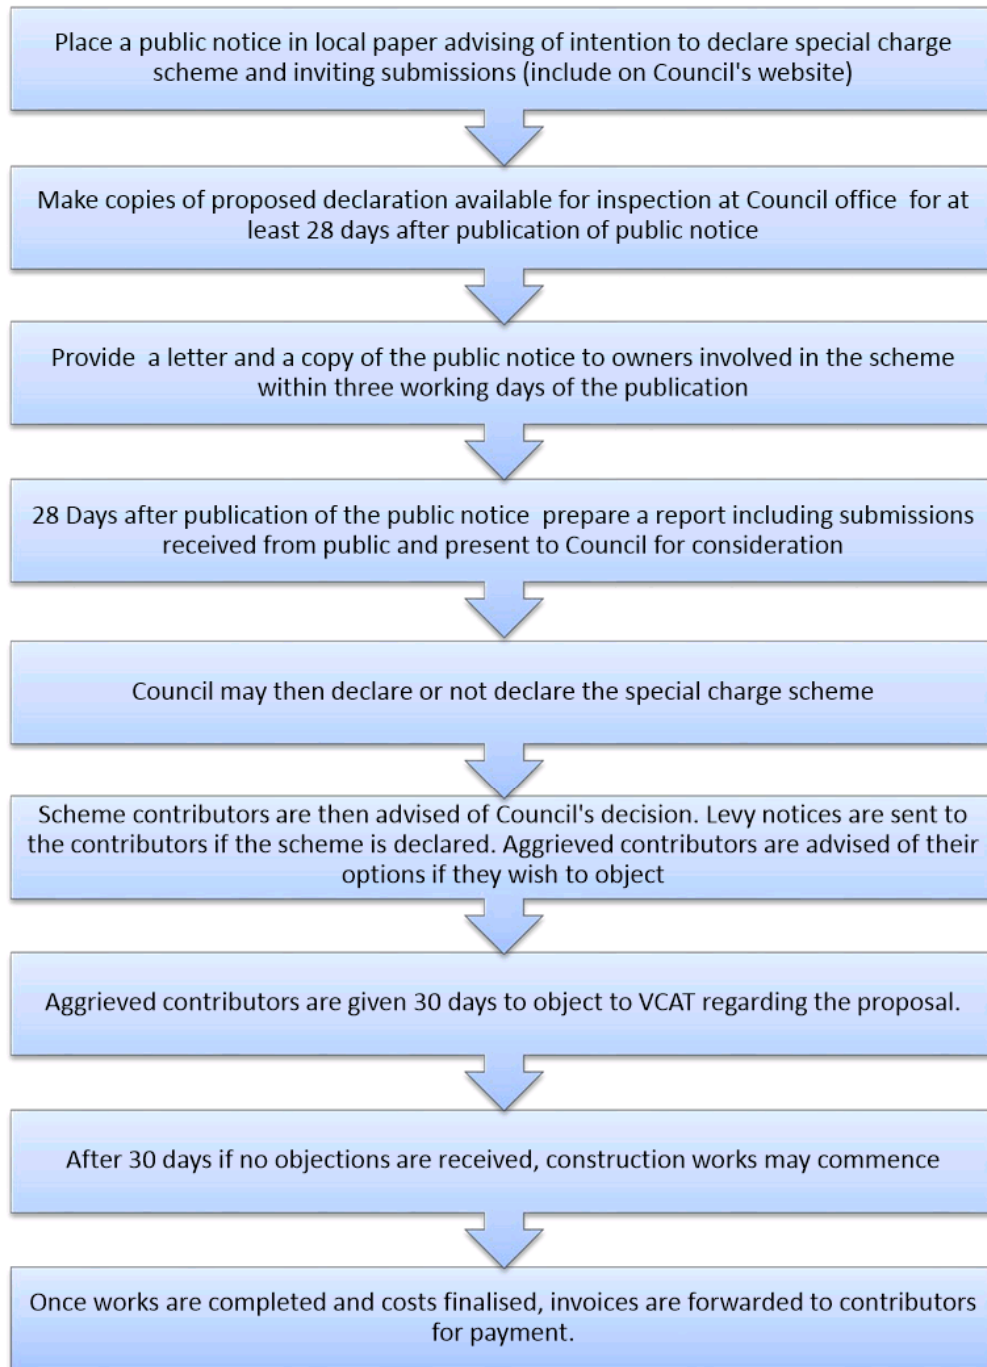 Place a public notice in local paper advising of intention to declare special charge
scheme and inviting submissions (include on Council's website)
Make copies of proposed declaration available for inspection at Council office for at
least 28 days after publication of public notice
Provide a letter and a copy of the public notice to owners involved in the scheme
within three working days of the publication
28 Days after publication of the public notice prepare a report including submissions
received from public and present to Council for consideration
Council may then declare or not declare the special charge scheme
Scheme contributors are then advised of Council's decision. Levy notices are sent to
the contributors if the scheme is declared. Aggrieved contributors are advised of their
options if they wish to object
Aggrieved contributors are given 30 days to object to VCAT regarding the proposal.
After 30 days if no objections are received, construction works may commence
Once works are completed and costs finalised, invoices are forwarded to contributors
for payment.